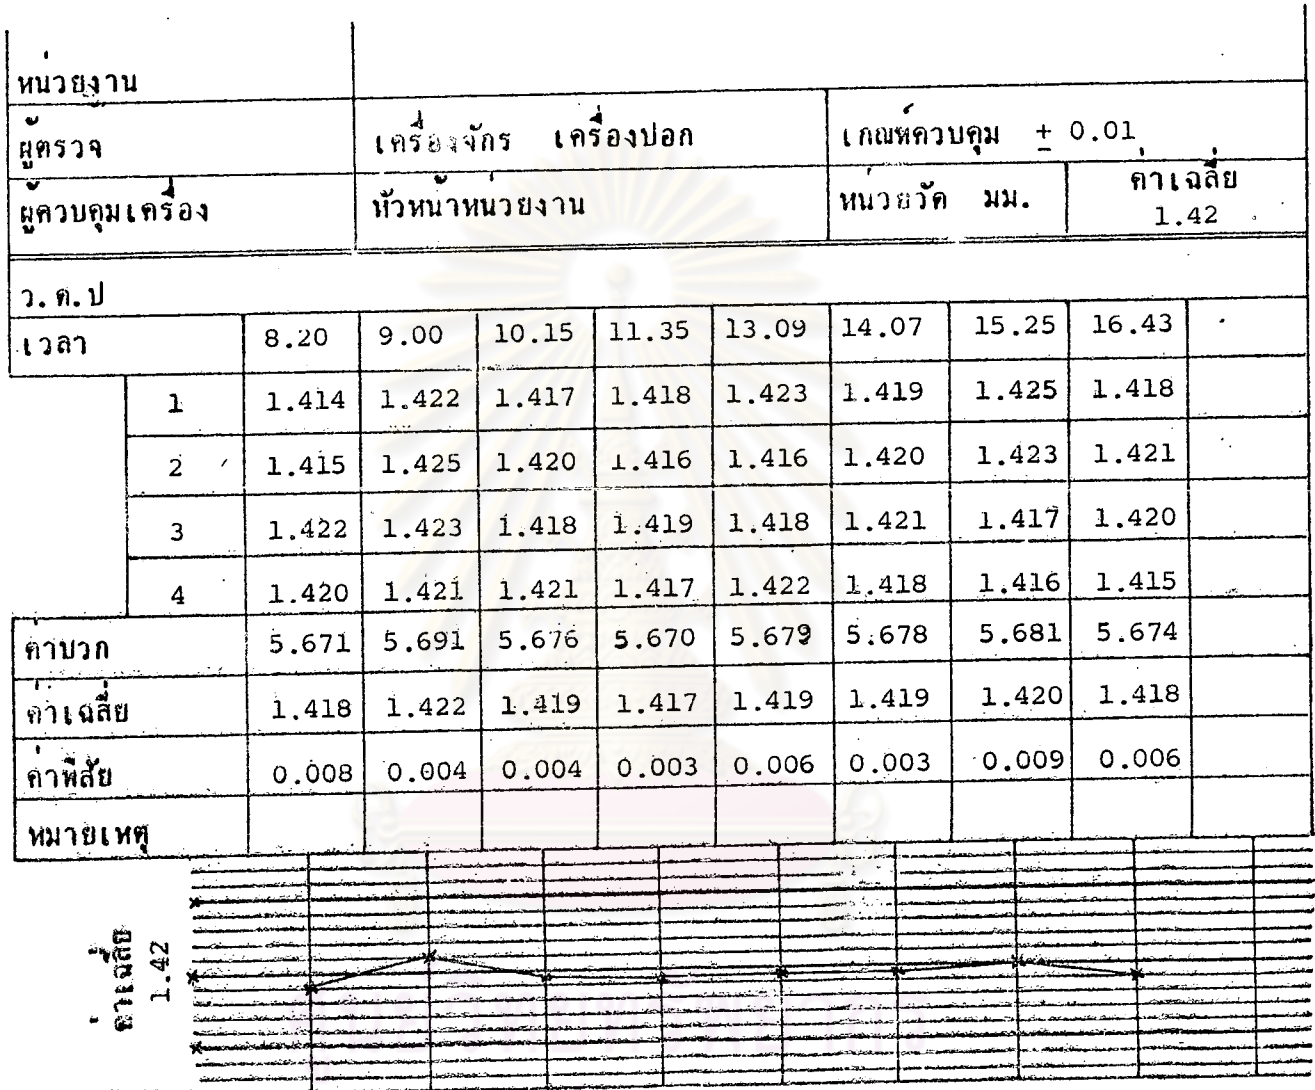 หน่วยงาน
ผู้ตรวจ เครื่องจักร เครื่องปอก เกณฑ์ควบคุม ± 0.01
ผู้ควบคุมเครื่อง หัวหน้าหน่วยงาน หน่วยวัด มม. ค่าเฉลี่ย
1.42
ว.ด.ป
เวลา 8.20 9.00 10.15 11.35 13.09 14.07 15.25 16.43
1 1.414 1.422 1.417 1.418 1.423 1.419 1.425 1.418
2 1.415 1.425 1.420 1.416 1.416 1.420 1.423 1.421
3 1.422 1.423 1.418 1.419 1.418 1.421 1.417 1.420
4 1.420 1.421 1.421 1.417 1.422 1.418 1.416 1.415
ค่าบวก 5.671 5.691 5.676 5.670 5.679 5.678 5.681 5.674
ค่าเฉลี่ย 1.418 1.422 1.419 1.417 1.419 1.419 1.420 1.418
ค่าพิสัย 0.008 0.004 0.004 0.003 0.006 0.003 0.009 0.006
หมายเหตุ
ค่าเฉลี่ย
1.42